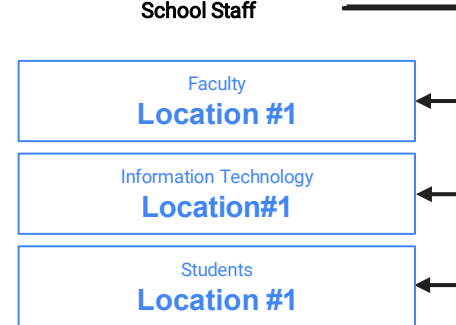 School Staff
Faculty
Location #1
Information Technology
Location#1
Students
Location #1